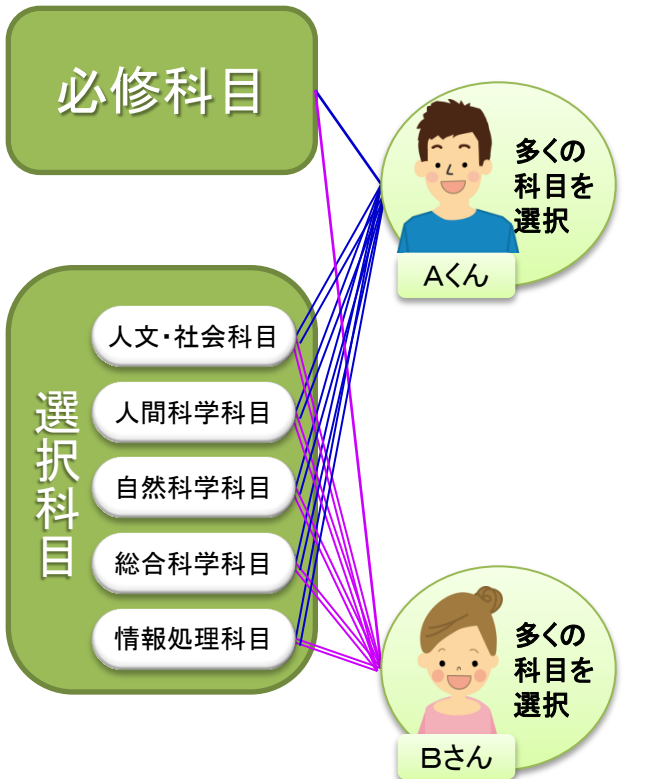 必修科目
多くの
科目を
選択
Aくん
選択科目
人文・社会科目
人間科学科目
自然科学科目
総合科学科目
情報処理科目
多くの
科目を
選択
Bさん